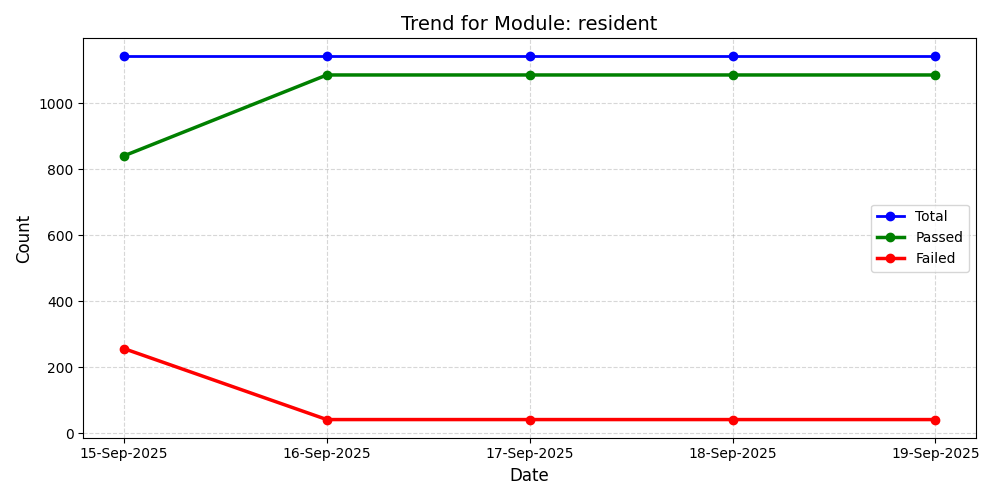 Trend for Module: resident
Count
1000
800
600
400
200
0
Total
Passed
Failed
15-Sep-2025
16-Sep-2025
17-Sep-2025
18-Sep-2025
19-Sep-2025
Date